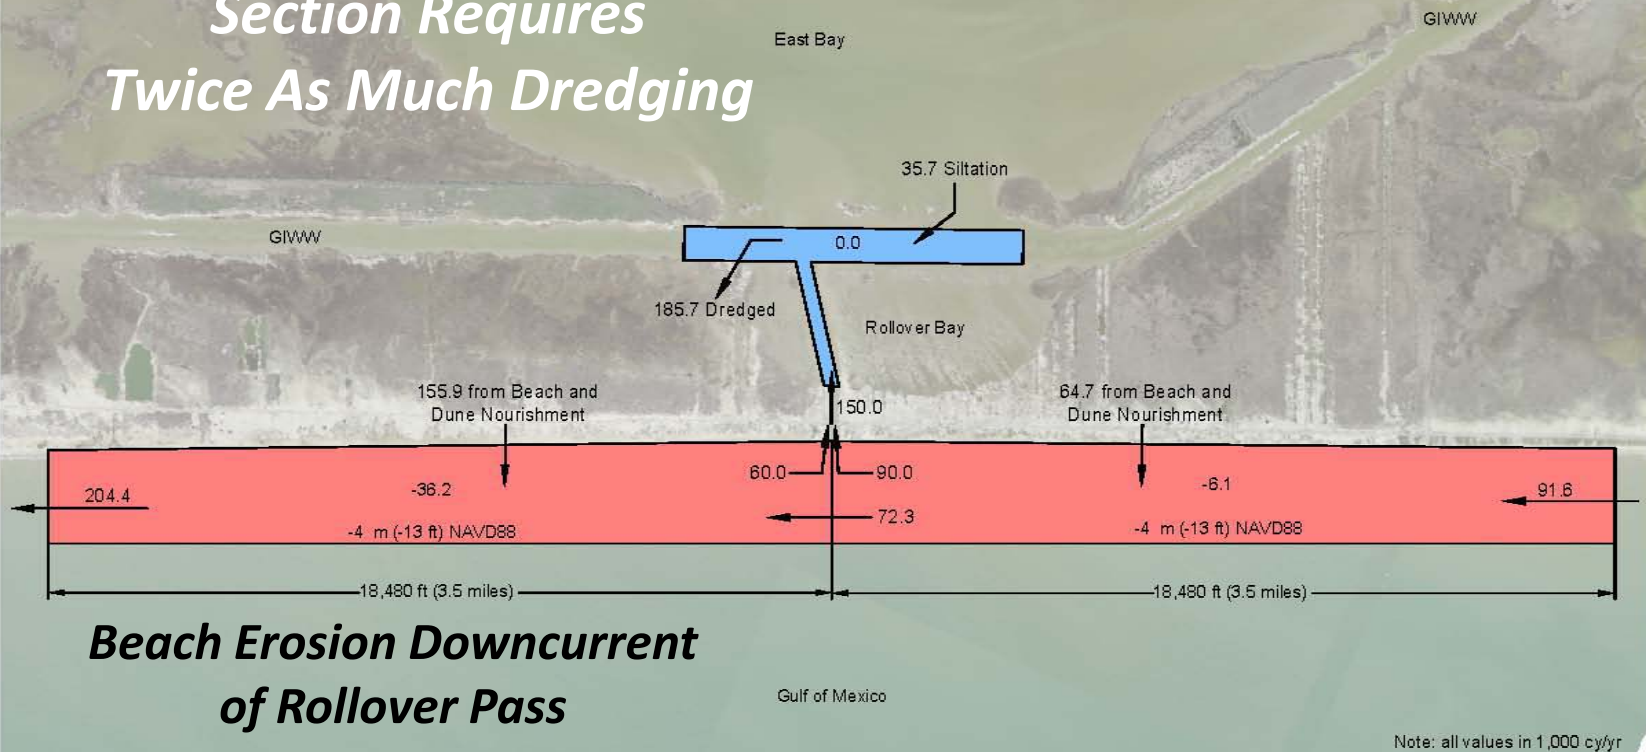 Section Requires
Twice As Much Dredging
East Bay
GIWW
35.7 Siltation
GIWW
0.0
185.7 Dredged
Rollover Bay
155.9 from Beach and
Dune Nourishment
64.7 from Beach and
Dune Nourishment
150.0
60.0
90.0
204.4
-36.2
-6.1
91.6
72.3
-4 m (-13 ft) NAVD88
-4 m (-13 ft) NAVD88
18,480 ft (3.5 miles)
18,480 ft (3.5 miles)
Beach Erosion Downcurrent
of Rollover Pass
Gulf of Mexico
Note: all values in 1,000 cy/yr